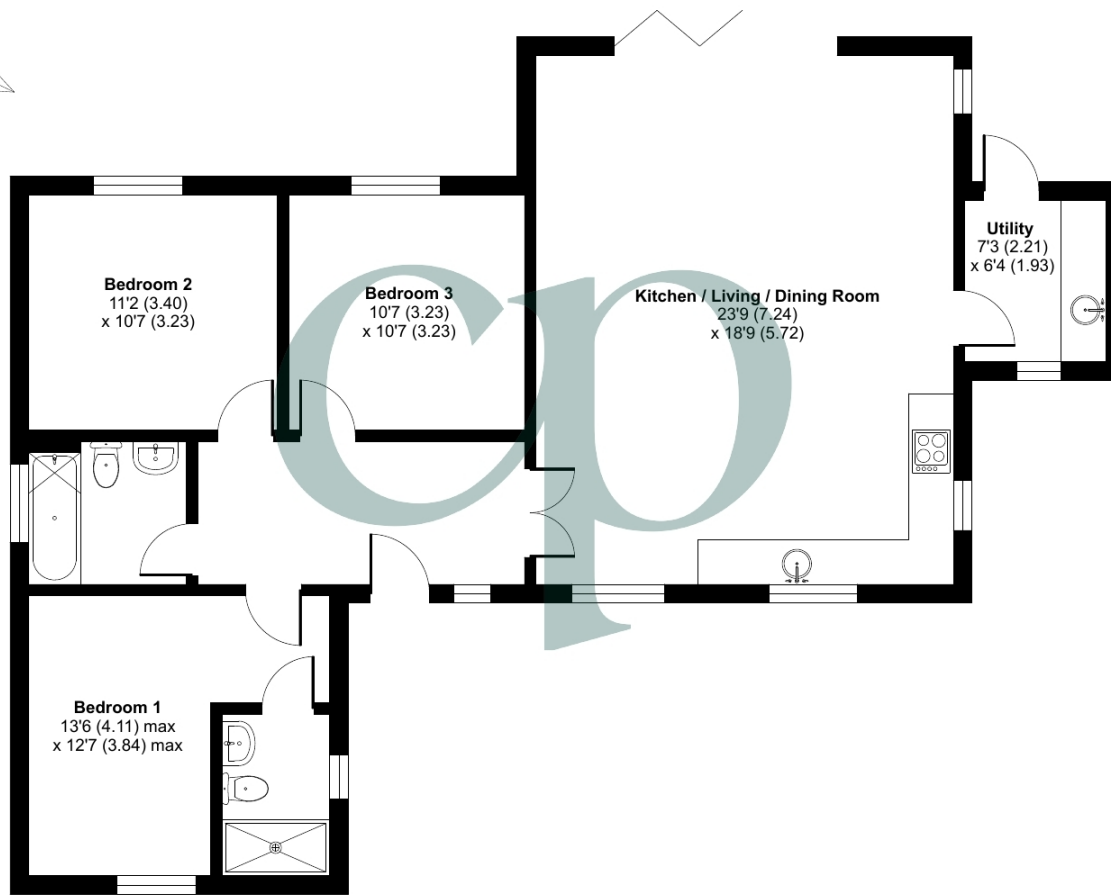 Utility
7'3 (2.21)
x 6'4 (1.93)
Bedroom 2
11'2 (3.40)
x 10'7 (3.23)
Bedroom 3
10'7 (3.23)
x 10'7 (3.23)
Kitchen / Living / Dining Room
23'9 (7.24)
x 18'9 (5.72)
cp
Bedroom 1
13'6 (4.11) max
x 12'7 (3.84) max